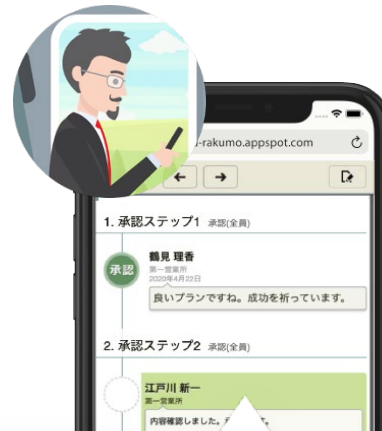 -rakumo.appspot.com
1. 承認ステップ1 承認(全員)
承認
鶴見 理香
第一営業所
2020年4月22日
良いプランですね。成功を祈っています。
2. 承認ステップ2 承認(全員)
江戸川 新一
第一営業所
内容確認しました。
す。